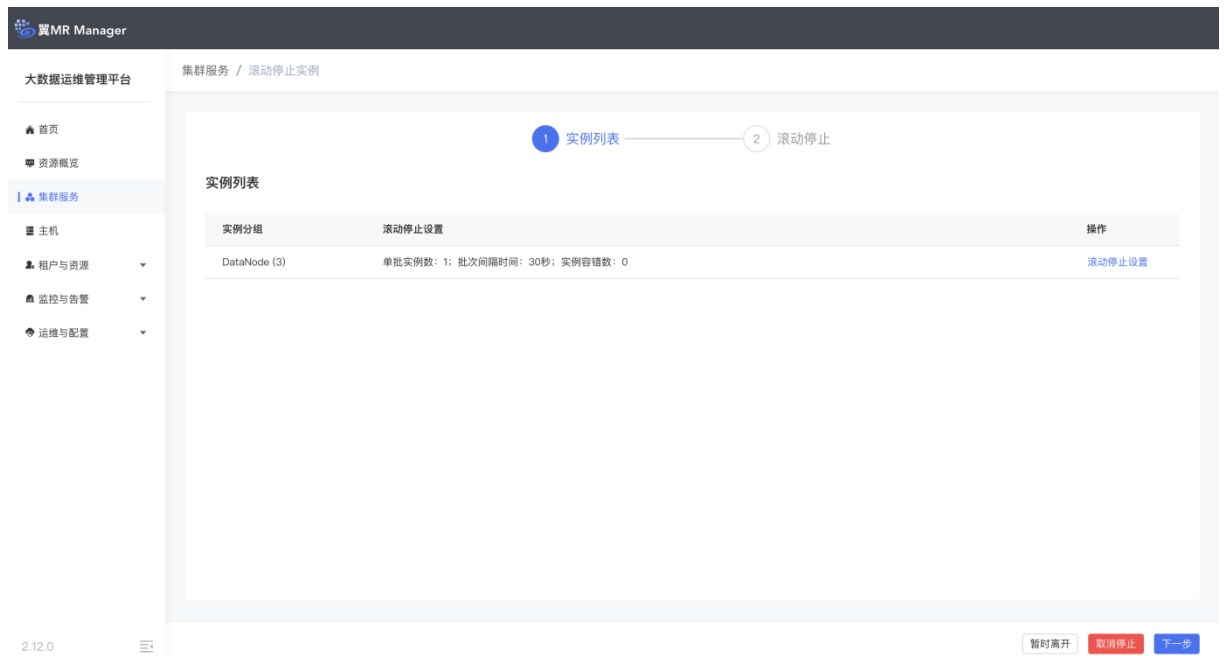 翼MR Manager
大数据运维管理平台
集群服务 / 滚动停止实例
首页
资源概览
集群服务
主机
租户与资源
监控与告警
运维与配置
1 实例列表 2 滚动停止
实例列表
实例分组 滚动停止设置 操作
DataNode (3) 单批实例数：1；批次间隔时间：30秒；实例容错数：0 滚动停止设置
2.12.0
暂时离开 取消停止 下一步